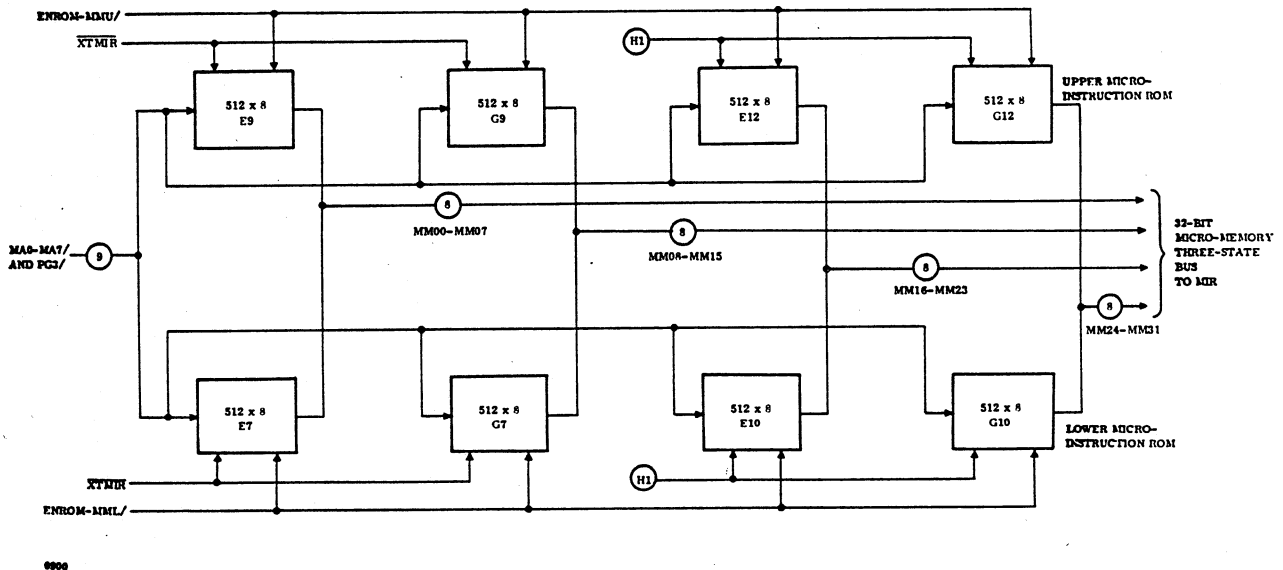 ENROM-MMU/
XTMIR
H1
512 x 8
E9
512 x 8
G9
512 x 8
E12
512 x 8
G12
UPPER MICRO-
INSTRUCTION ROM
8
MM00-MM07
8
MM08-MM15
8
MM16-MM23
8
MM24-MM31
32-BIT
MICRO-MEMORY
THREE-STATE
BUS
TO MIR
MA0-MA7/
AND PG3/
9
512 x 8
E7
512 x 8
G7
512 x 8
E10
512 x 8
G10
LOWER MICRO-
INSTRUCTION ROM
XTMIR
H1
ENROM-MML/